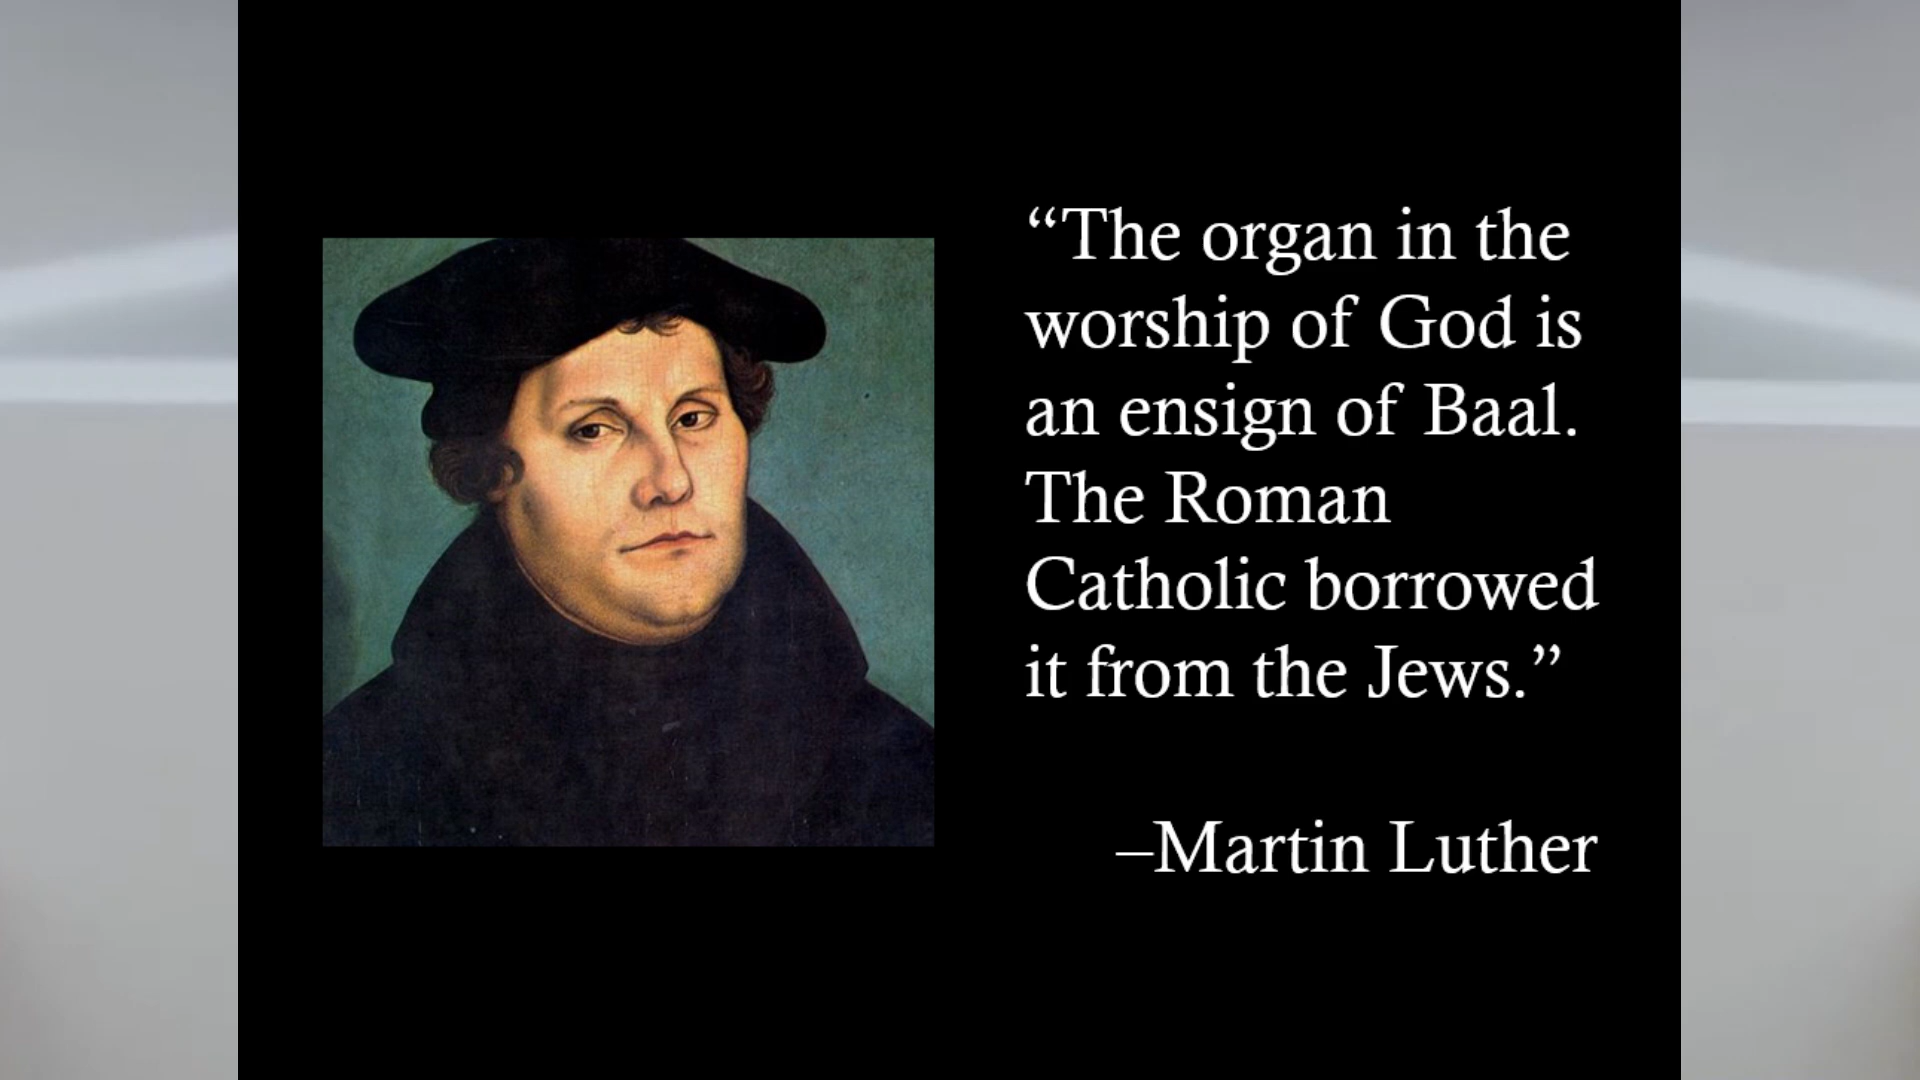 “The organ in the
worship of God is
an ensign of Baal.
The Roman
Catholic borrowed
it from the Jews.”
–Martin Luther